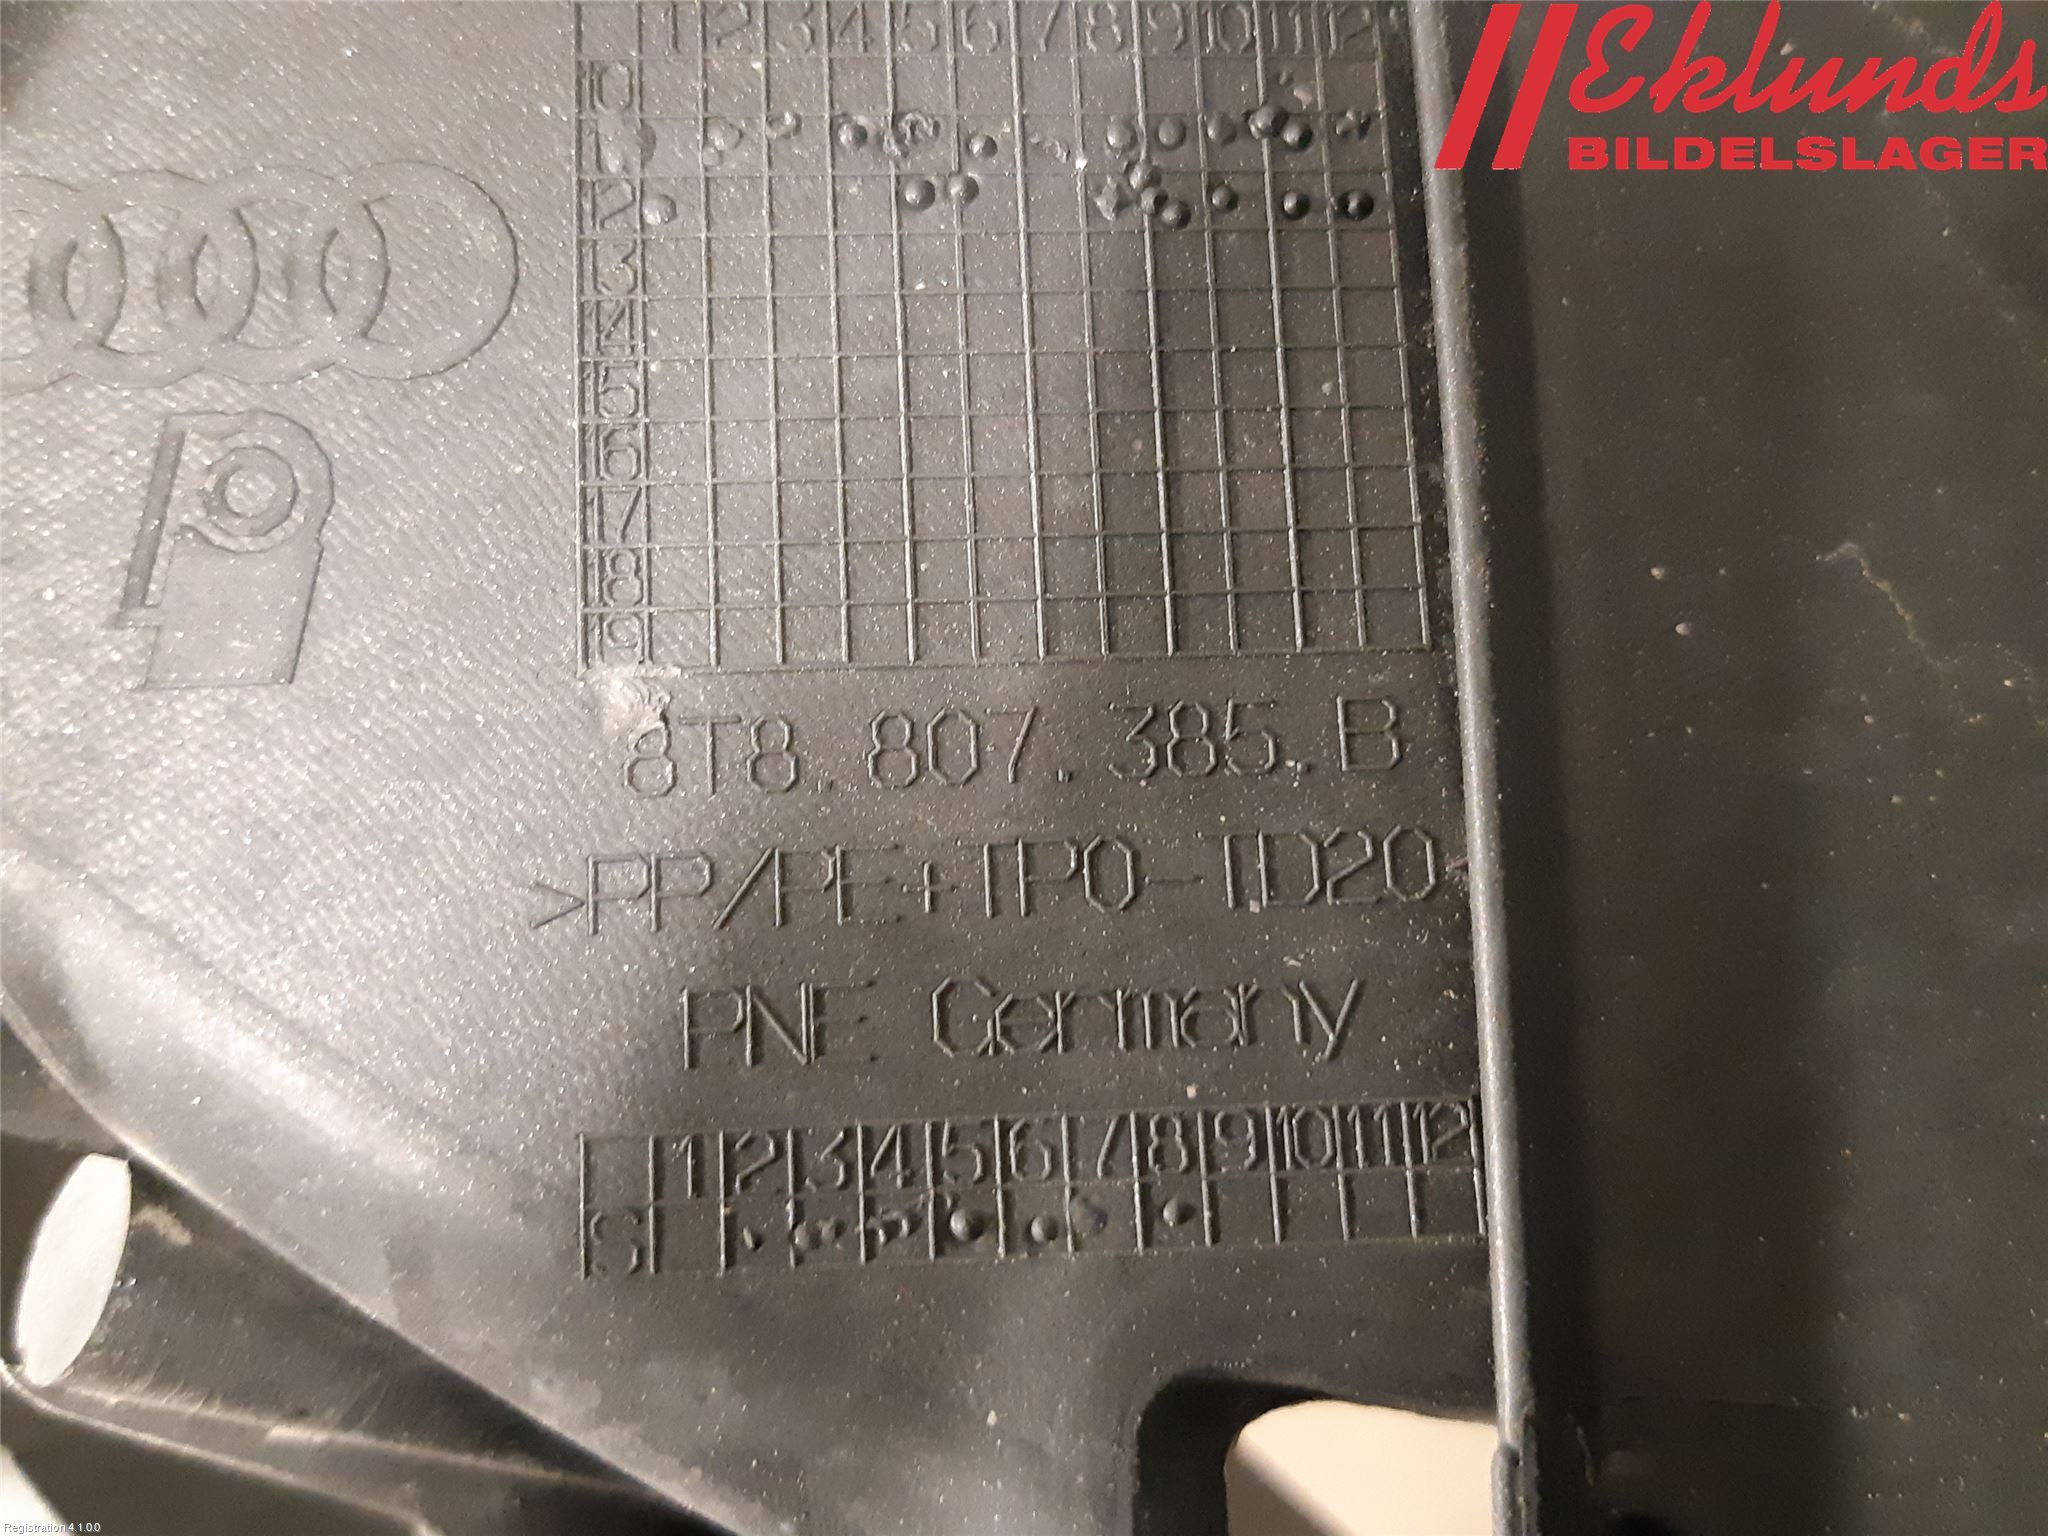 Eklunds
BILDELSLAGER
1 2 3 4 5 6 7 8 9 10 11 12
10
11
12
13
14
15
16
17
18
19
8T8.807.385.B
>PP/PE+TPO-TD20<
PNE Germany
1 2 3 4 5 6 7 8 9 10 11 12
S
Registration 4.1.0.0